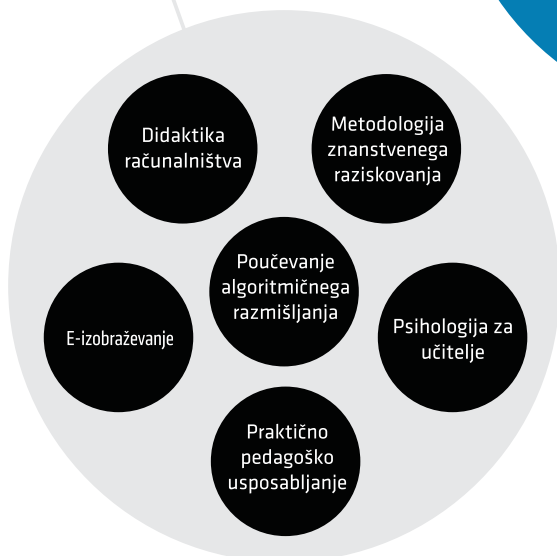 Didaktika
računalništva
Metodologija
znanstvenega
raziskovanja
Poučevanje
algoritmičnega
razmišljanja
E-izobraževanje
Psihologija za
učitelje
Praktično
pedagoško
usposabljanje